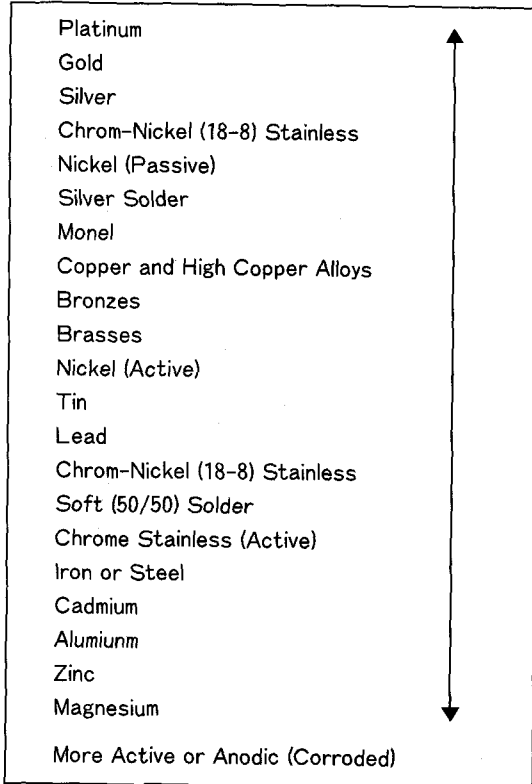 Platinum
Gold
Silver
Chrom-Nickel (18-8) Stainless
Nickel (Passive)
Silver Solder
Monel
Copper and High Copper Alloys
Bronzes
Brasses
Nickel (Active)
Tin
Lead
Chrom-Nickel (18-8) Stainless
Soft (50/50) Solder
Chrome Stainless (Active)
Iron or Steel
Cadmium
Alumiunm
Zinc
Magnesium
More Active or Anodic (Corroded)